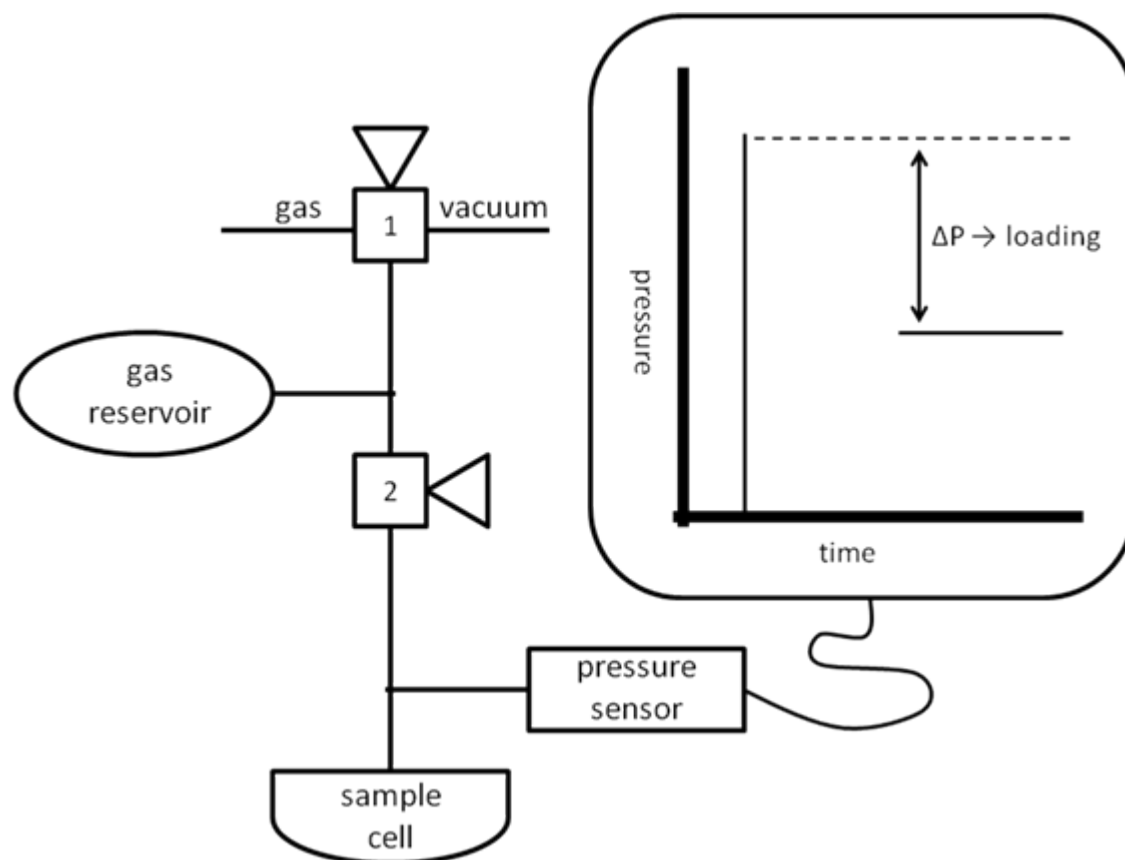 gas
1
vacuum
gas
reservoir
2
pressure
sensor
sample
cell
pressure
ΔP → loading
time